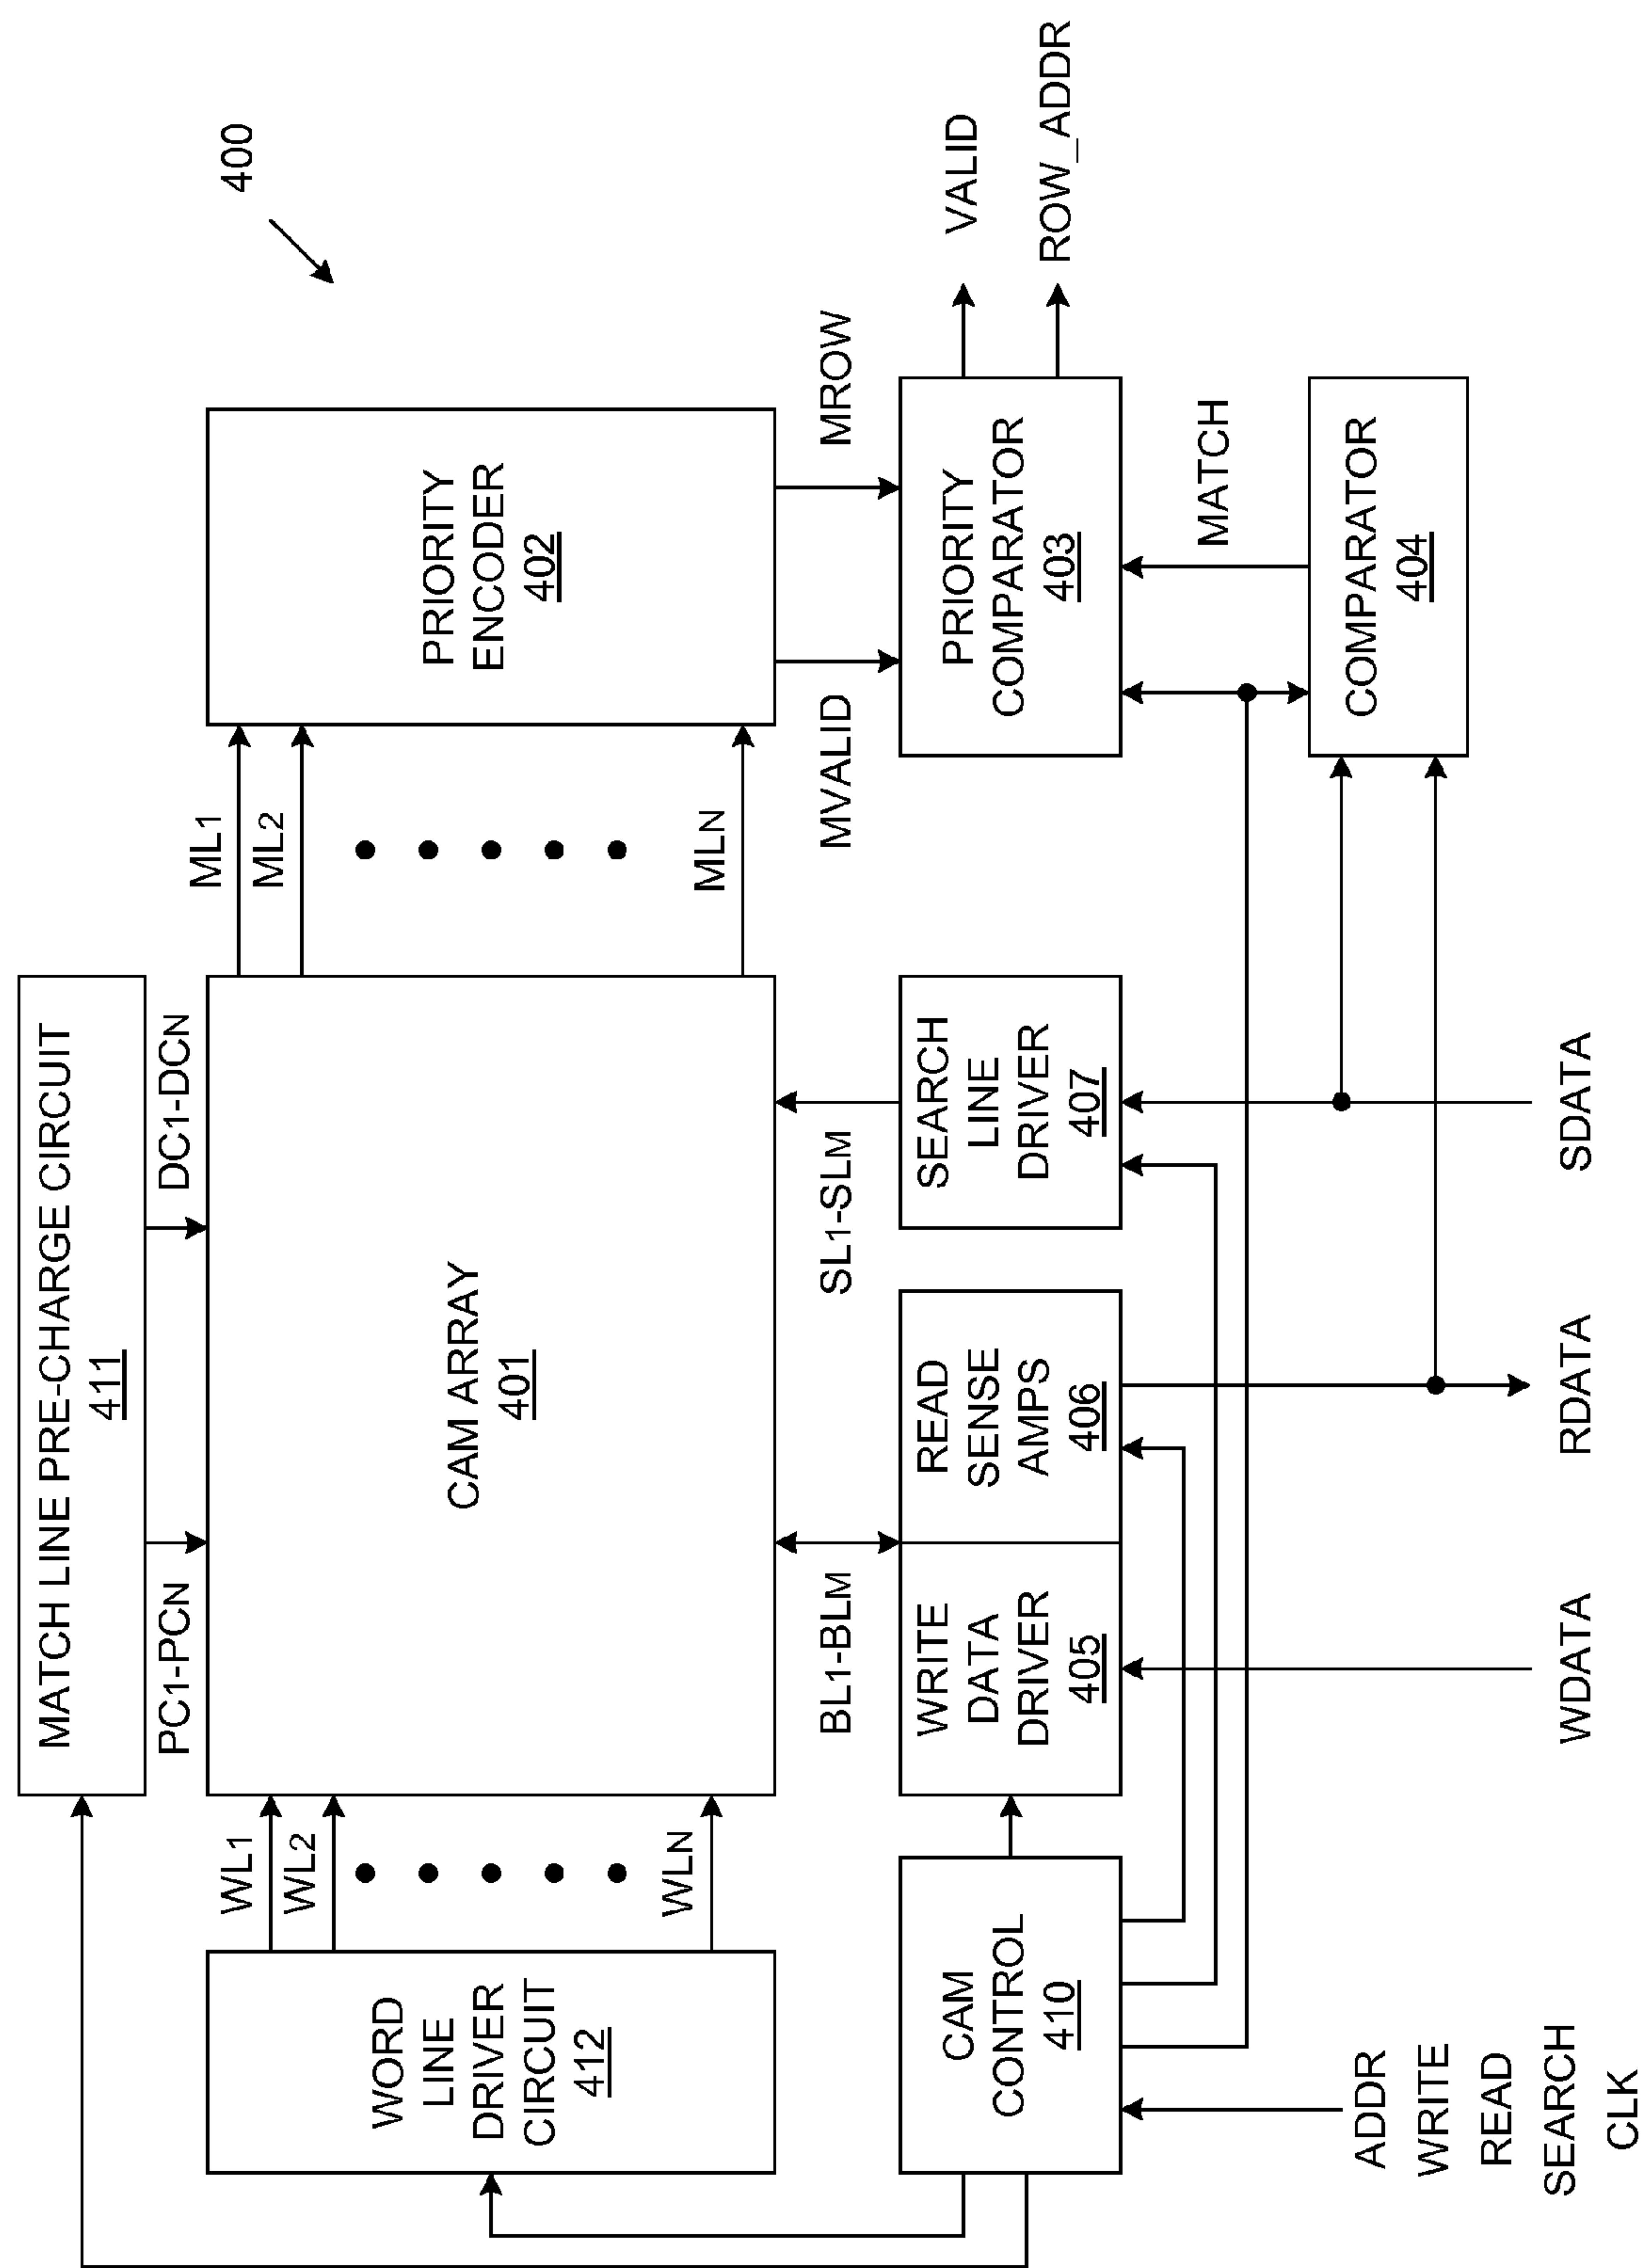 400
MATCH LINE PRE-CHARGE CIRCUIT
411
PC1-PCN
DC1-DCN
WORD
LINE
DRIVER
CIRCUIT
412
WL1
WL2
WLN
CAM ARRAY
401
ML1
ML2
MLN
PRIORITY
ENCODER
402
BL1-BLM
SL1-SLM
MVALID
MROW
CAM
CONTROL
410
WRITE
DATA
DRIVER
405
READ
SENSE
AMPS
406
SEARCH
LINE
DRIVER
407
PRIORITY
COMPARATOR
403
VALID
ROW_ADDR
MATCH
COMPARATOR
404
ADDR
WRITE
READ
SEARCH
CLK
WDATA
RDATA
SDATA